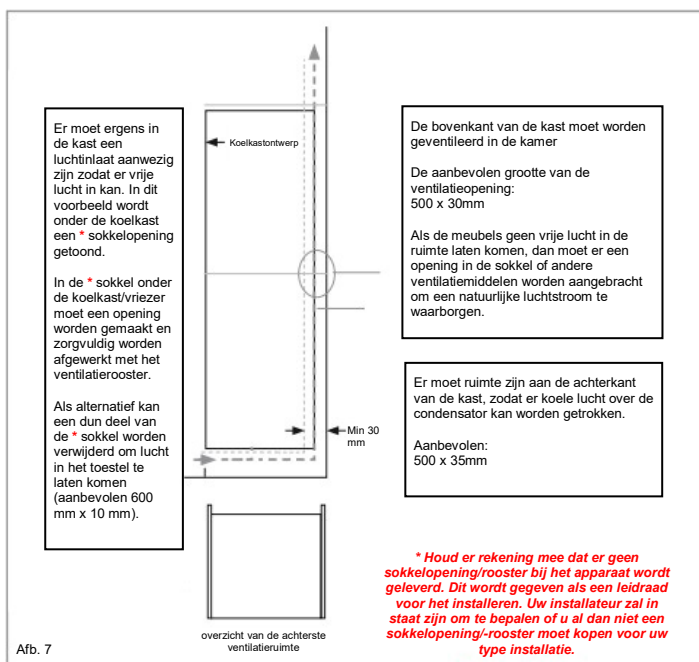 Er moet ergens in
de kast een
luchtinlaat aanwezig
zijn zodat er vrije
lucht in kan. In dit
voorbeeld wordt
onder de koelkast
een * sokkelopening
getoond.
In de * sokkel onder
de koelkast/vriezer
moet een opening
worden gemaakt en
zorgvuldig worden
afgewerkt met het
ventilatierooster.
Als alternatief kan
een dun deel van
de * sokkel worden
verwijderd om lucht
in het toestel te
laten komen
(aanbevolen 600
mm x 10 mm).
Koelkastontwerp
Min 30
mm
overzicht van de achterste
ventilatieruimte
De bovenkant van de kast moet worden
geventileerd in de kamer
De aanbevolen grootte van de
ventilatieopening:
500 x 30mm
Als de meubels geen vrije lucht in de
ruimte laten komen, dan moet er een
opening in de sokkel of andere
ventilatiemiddelen worden aangebracht
om een natuurlijke luchtstroom te
waarborgen.
Er moet ruimte zijn aan de achterkant
van de kast, zodat er koele lucht over de
condensator kan worden getrokken.
Aanbevolen:
500 x 35mm
* Houd er rekening mee dat er geen
sokkelopening/rooster bij het apparaat wordt
geleverd. Dit wordt gegeven als een leidraad
voor het installeren. Uw installateur zal in
staat zijn om te bepalen of u al dan niet een
sokkelopening/-rooster moet kopen voor uw
type installatie.
Afb. 7